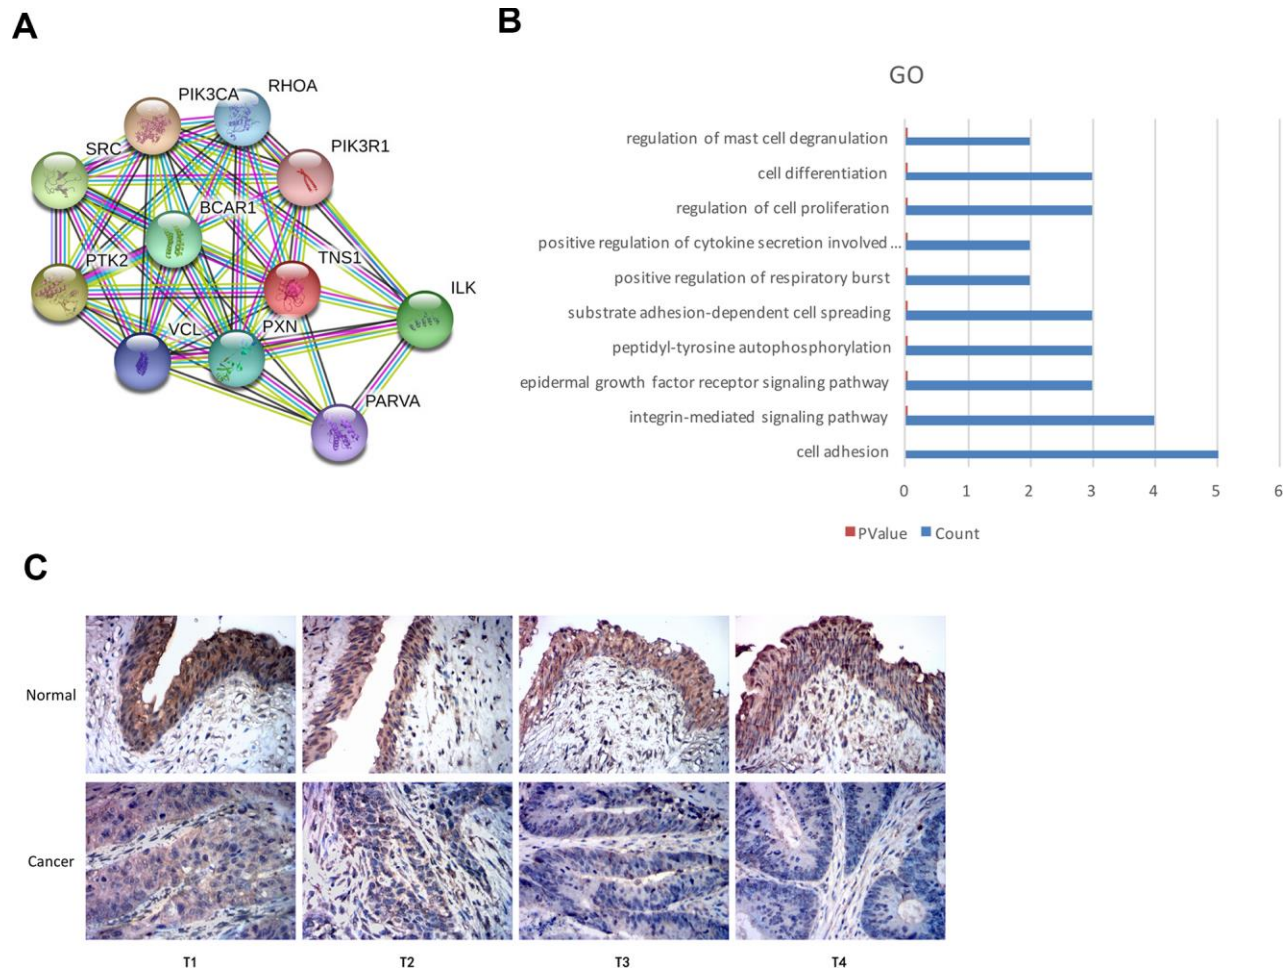 A
B
PIK3CA
RHOA
SRC
PIK3R1
BCAR1
PTK2
TNS1
ILK
VCL
PXN
PARVA
GO
regulation of mast cell degranulation
cell differentiation
regulation of cell proliferation
positive regulation of cytokine secretion involved ...
positive regulation of respiratory burst
substrate adhesion-dependent cell spreading
peptidyl-tyrosine autophosphorylation
epidermal growth factor receptor signaling pathway
integrin-mediated signaling pathway
cell adhesion
0 1 2 3 4 5 6
PValue Count
C
Normal
Cancer
T1 T2 T3 T4